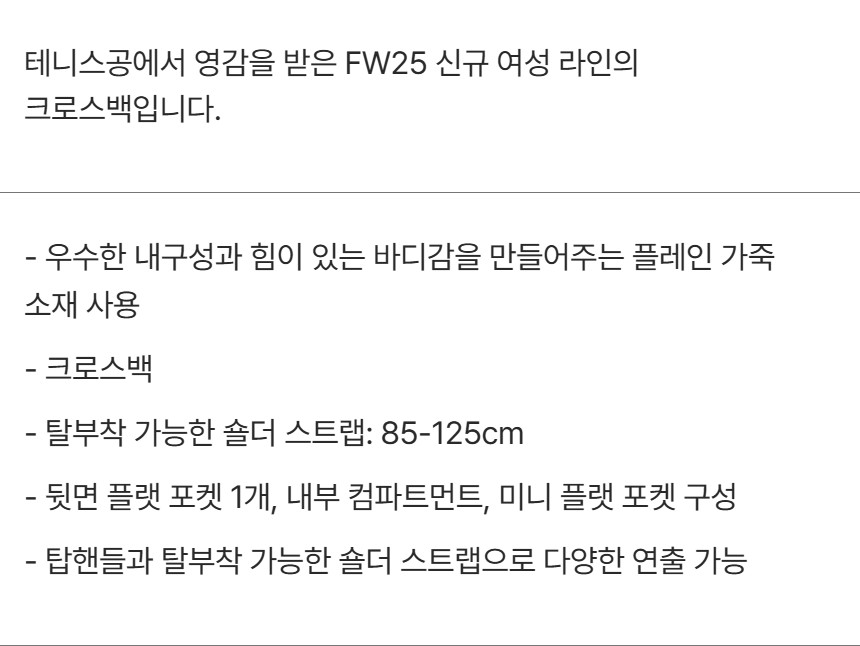 테니스공에서 영감을 받은 FW25 신규 여성 라인의
크로스백입니다.
- 우수한 내구성과 힘이 있는 바디감을 만들어주는 플레인 가죽
소재 사용
- 크로스백
- 탈부착 가능한 숄더 스트랩: 85-125cm
- 뒷면 플랫 포켓 1개, 내부 컴파트먼트, 미니 플랫 포켓 구성
- 탑핸들과 탈부착 가능한 숄더 스트랩으로 다양한 연출 가능